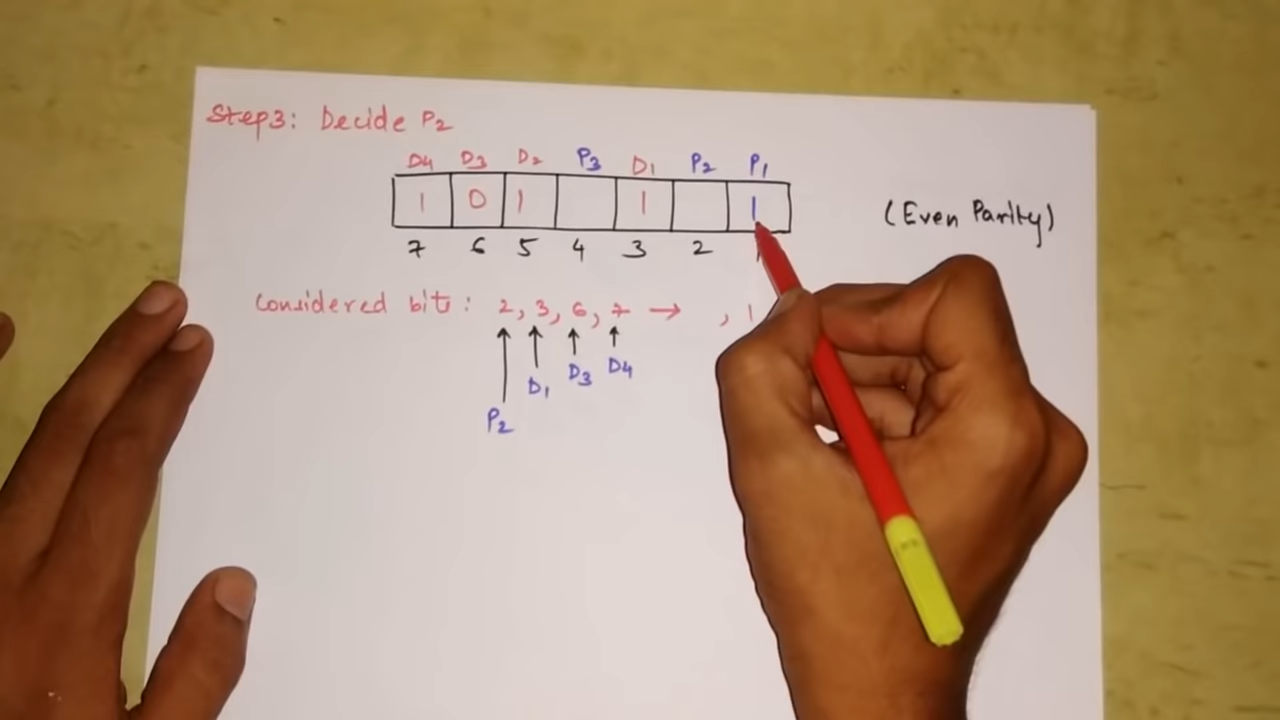 Step3: Decide P2
D4 D3 D2 P3 D1 P2 P1
1 0 1 1 1
7 6 5 4 3 2
(Even Parity)
Considered bits: 2, 3, 6, 7 → , 1
D1 D3 D4
P2